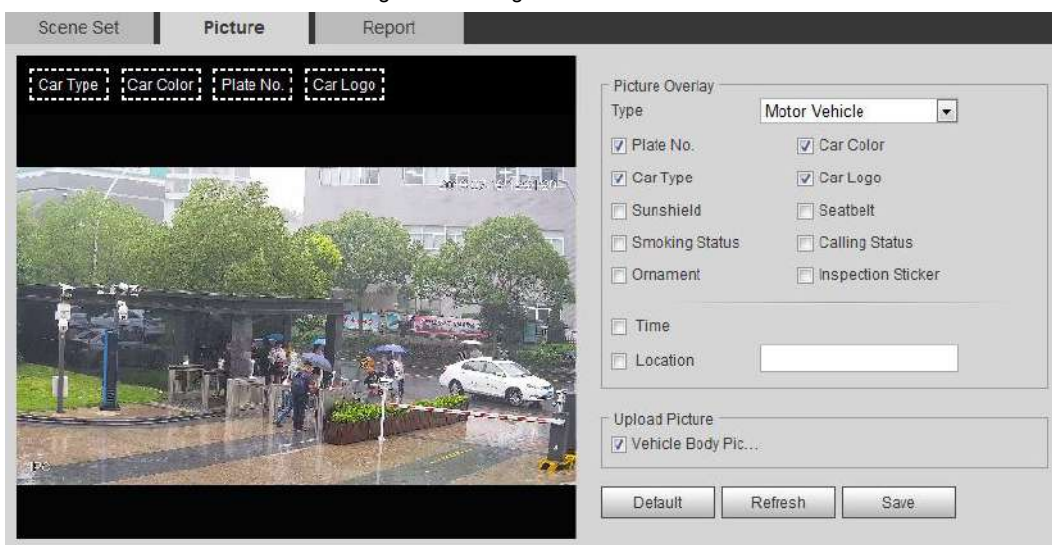 Scene Set Picture Report
Car Type Car Color Plate No. Car Logo
IPC
Picture Overlay
Type Motor Vehicle
Plate No. Car Color
Car Type Car Logo
Sunshield Seatbelt
Smoking Status Calling Status
Ornament Inspection Sticker
Time
Location
Upload Picture
Vehicle Body Pic...
Default Refresh Save